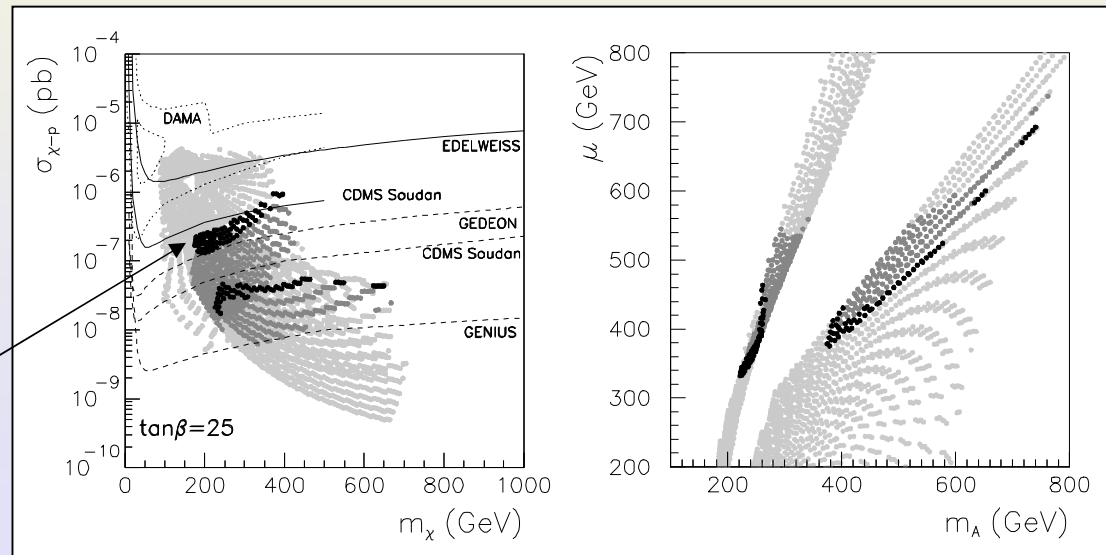 10⁻⁴
10⁻⁵
10⁻⁶
10⁻⁷
10⁻⁸
10⁻⁹
10⁻¹⁰
σχ₋p (pb)
DAMA
EDELWEISS
CDMS Soudan
GEDEON
CDMS Soudan
GENIUS
tanβ=25
0 200 400 600 800 1000
mχ (GeV)
800
700
600
500
400
300
200
μ (GeV)
200 400 600 800
m_A (GeV)